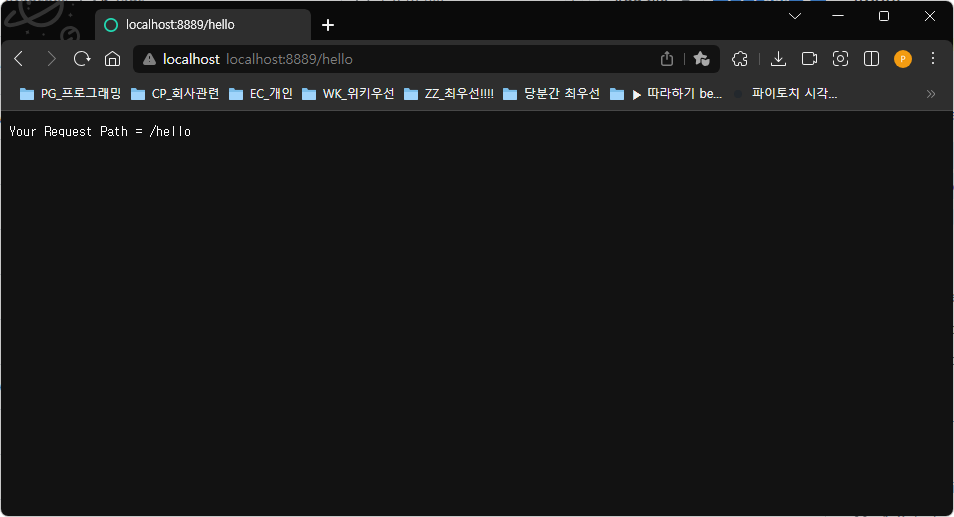 localhost:8889/hello
localhost localhost:8889/hello P
PG_프로그래밍 CP_회사관련 EC_개인 WK_위키우선 ZZ_최우선!!!! 당분간 최우선 ▶ 따라하기 be... 파이토치 시각...
Your Request Path = /hello